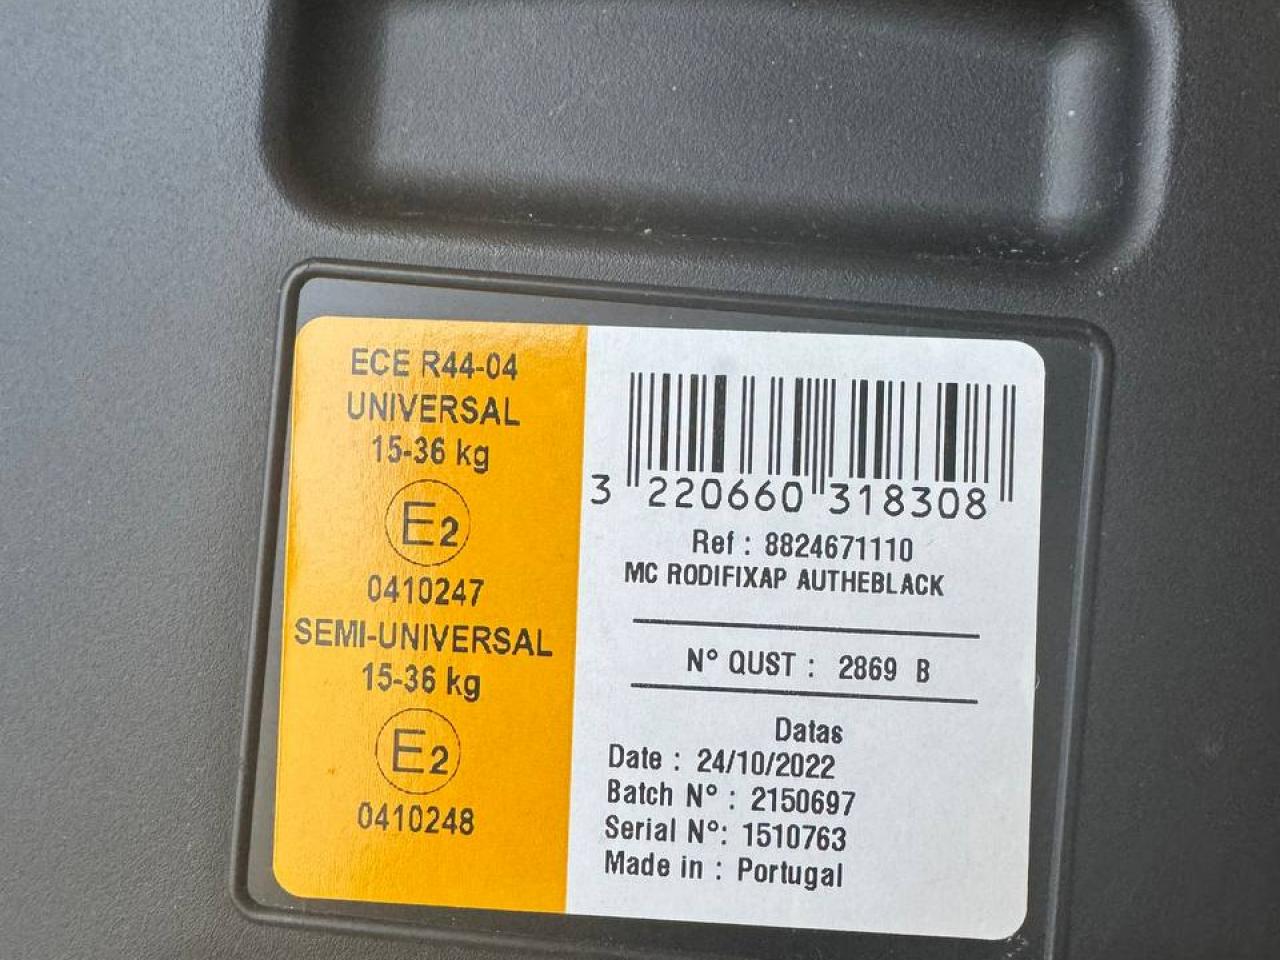 ECE R44-04
UNIVERSAL
15-36 kg
E2
0410247
SEMI-UNIVERSAL
15-36 kg
E2
0410248
3 220660 318308
Ref : 8824671110
MC RODIFIXAP AUTHEBLACK
N° QUST : 2869 B
Datas
Date : 24/10/2022
Batch N° : 2150697
Serial N°: 1510763
Made in : Portugal